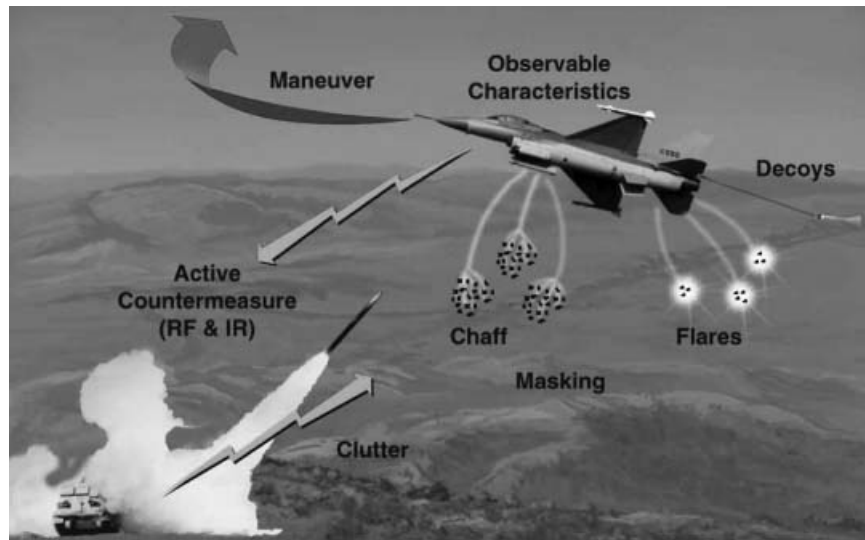 Maneuver
Observable
Characteristics
Decoys
Active
Countermeasure
(RF & IR)
Chaff
Flares
Masking
Clutter